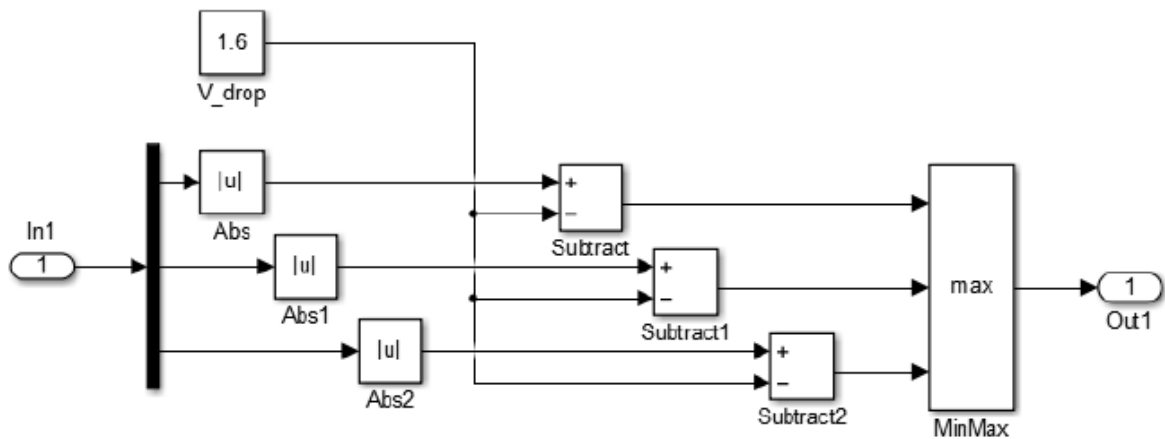 1.6
V_drop
|u|
Abs
+
−
Subtract
In1
1
|u|
Abs1
+
−
Subtract1
max
1
Out1
|u|
Abs2
+
−
Subtract2
MinMax